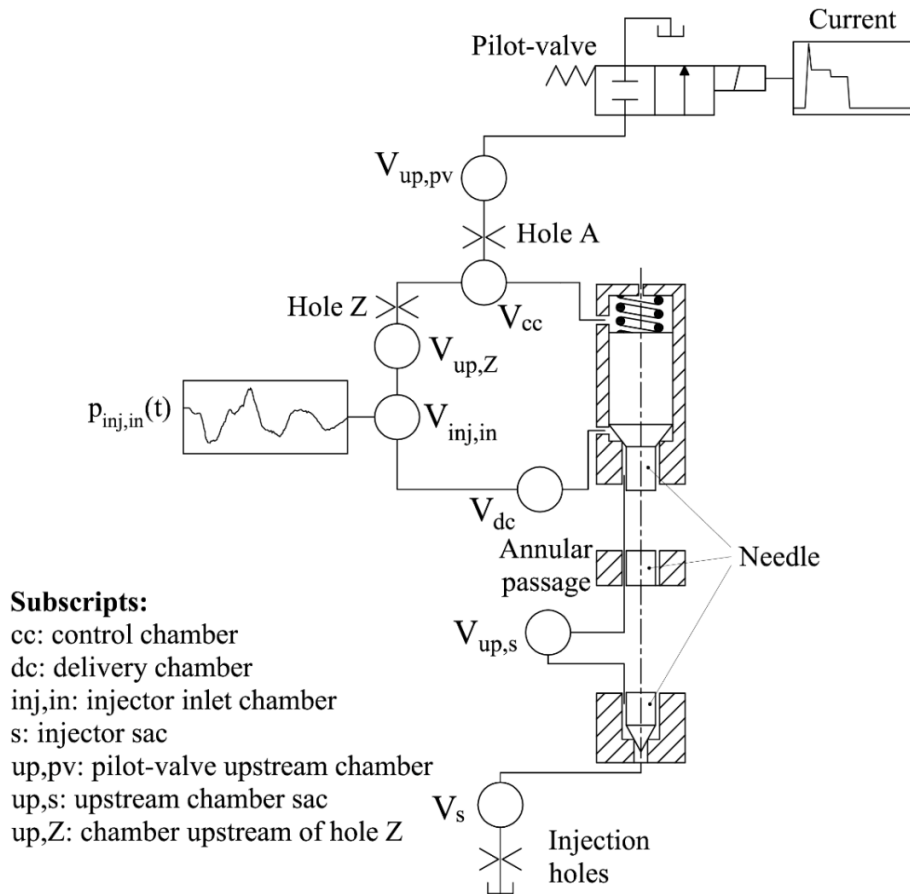 Current
Pilot-valve
V_up,pv
Hole A
Hole Z
V_cc
V_up,Z
p_inj,in(t)
V_inj,in
V_dc
Annular
passage
Needle
V_up,s
Subscripts:
cc: control chamber
dc: delivery chamber
inj,in: injector inlet chamber
s: injector sac
up,pv: pilot-valve upstream chamber
up,s: upstream chamber sac
up,Z: chamber upstream of hole Z
V_s
Injection
holes